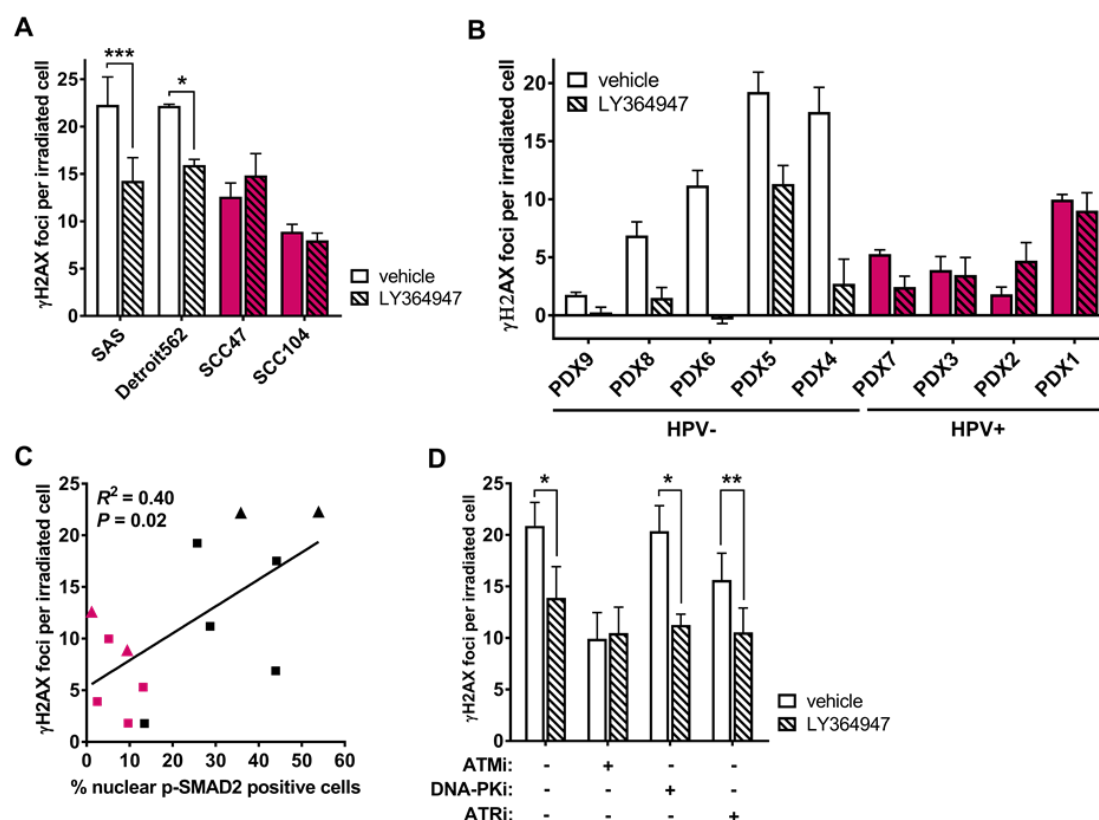 A
γH2AX foci per irradiated cell
25
20
15
10
5
0
***
*
SAS
Detroit562
SCC47
SCC104
vehicle
LY364947
B
γH2AX foci per irradiated cell
20
15
10
5
0
vehicle
LY364947
PDX9
PDX8
PDX6
PDX5
PDX4
PDX7
PDX3
PDX2
PDX1
HPV-
HPV+
C
γH2AX foci per irradiated cell
25
20
15
10
5
0
R² = 0.40
P = 0.02
0 10 20 30 40 50 60
% nuclear p-SMAD2 positive cells
D
γH2AX foci per irradiated cell
25
20
15
10
5
0
* * **
vehicle
LY364947
ATMi: - + - -
DNA-PKi: - - + -
ATRi: - - - +